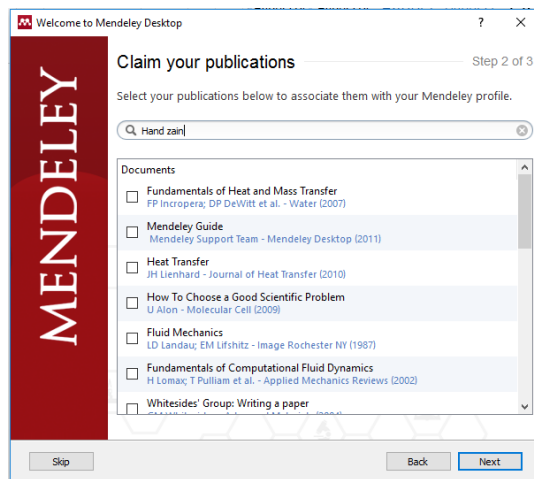 Welcome to Mendeley Desktop
Claim your publications
Step 2 of 3
Select your publications below to associate them with your Mendeley profile.
Hand zain
Documents
Fundamentals of Heat and Mass Transfer
FP Incropera; DP DeWitt et al. - Water (2007)
Mendeley Guide
Mendeley Support Team - Mendeley Desktop (2011)
Heat Transfer
JH Lienhard - Journal of Heat Transfer (2010)
How To Choose a Good Scientific Problem
U Alon - Molecular Cell (2009)
Fluid Mechanics
LD Landau; EM Lifshitz - Image Rochester NY (1987)
Fundamentals of Computational Fluid Dynamics
H Lomax; T Pulliam et al. - Applied Mechanics Reviews (2002)
Whitesides' Group: Writing a paper
MENDELEY
Skip
Back
Next